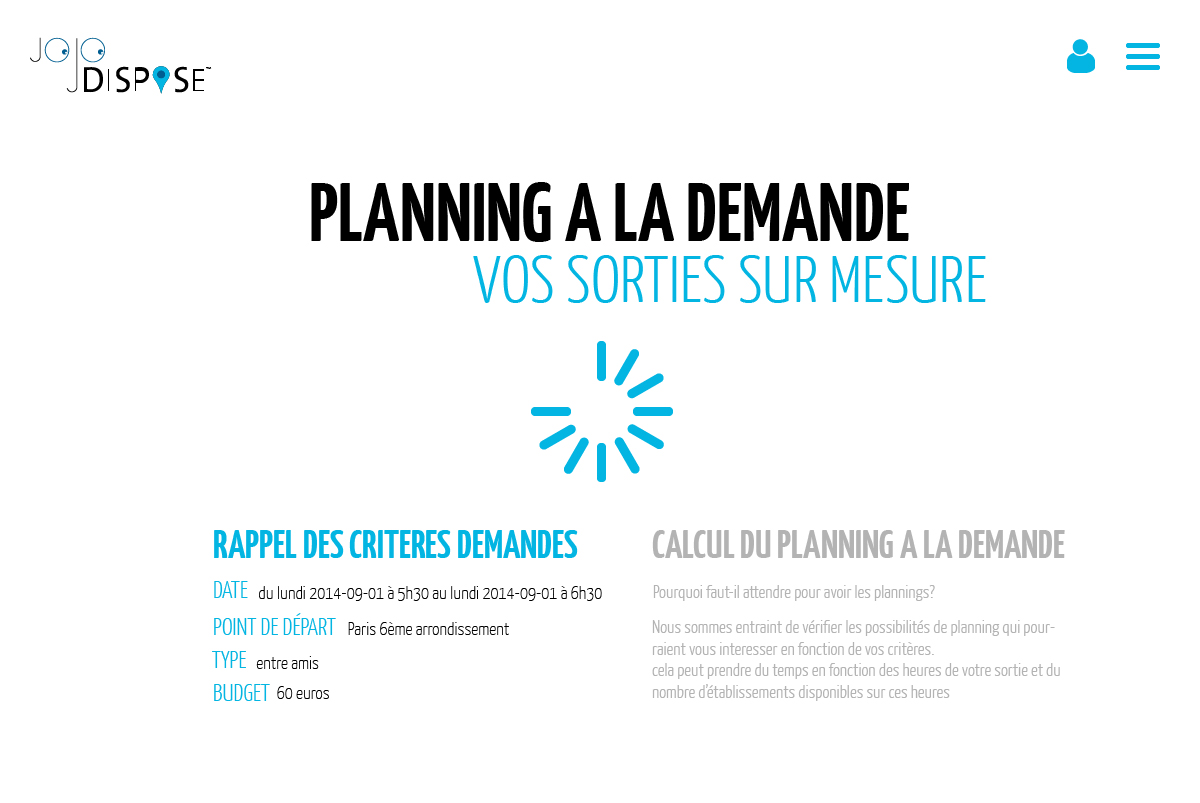 JOJO
DISPOSE™
PLANNING A LA DEMANDE
VOS SORTIES SUR MESURE
RAPPEL DES CRITERES DEMANDES
DATE du lundi 2014-09-01 à 5h30 au lundi 2014-09-01 à 6h30
POINT DE DÉPART Paris 6ème arrondissement
TYPE entre amis
BUDGET 60 euros
CALCUL DU PLANNING A LA DEMANDE
Pourquoi faut-il attendre pour avoir les plannings?
Nous sommes entraint de vérifier les possibilités de planning qui pour-
raient vous interesser en fonction de vos critères.
cela peut prendre du temps en fonction des heures de votre sortie et du
nombre d'établissements disponibles sur ces heures